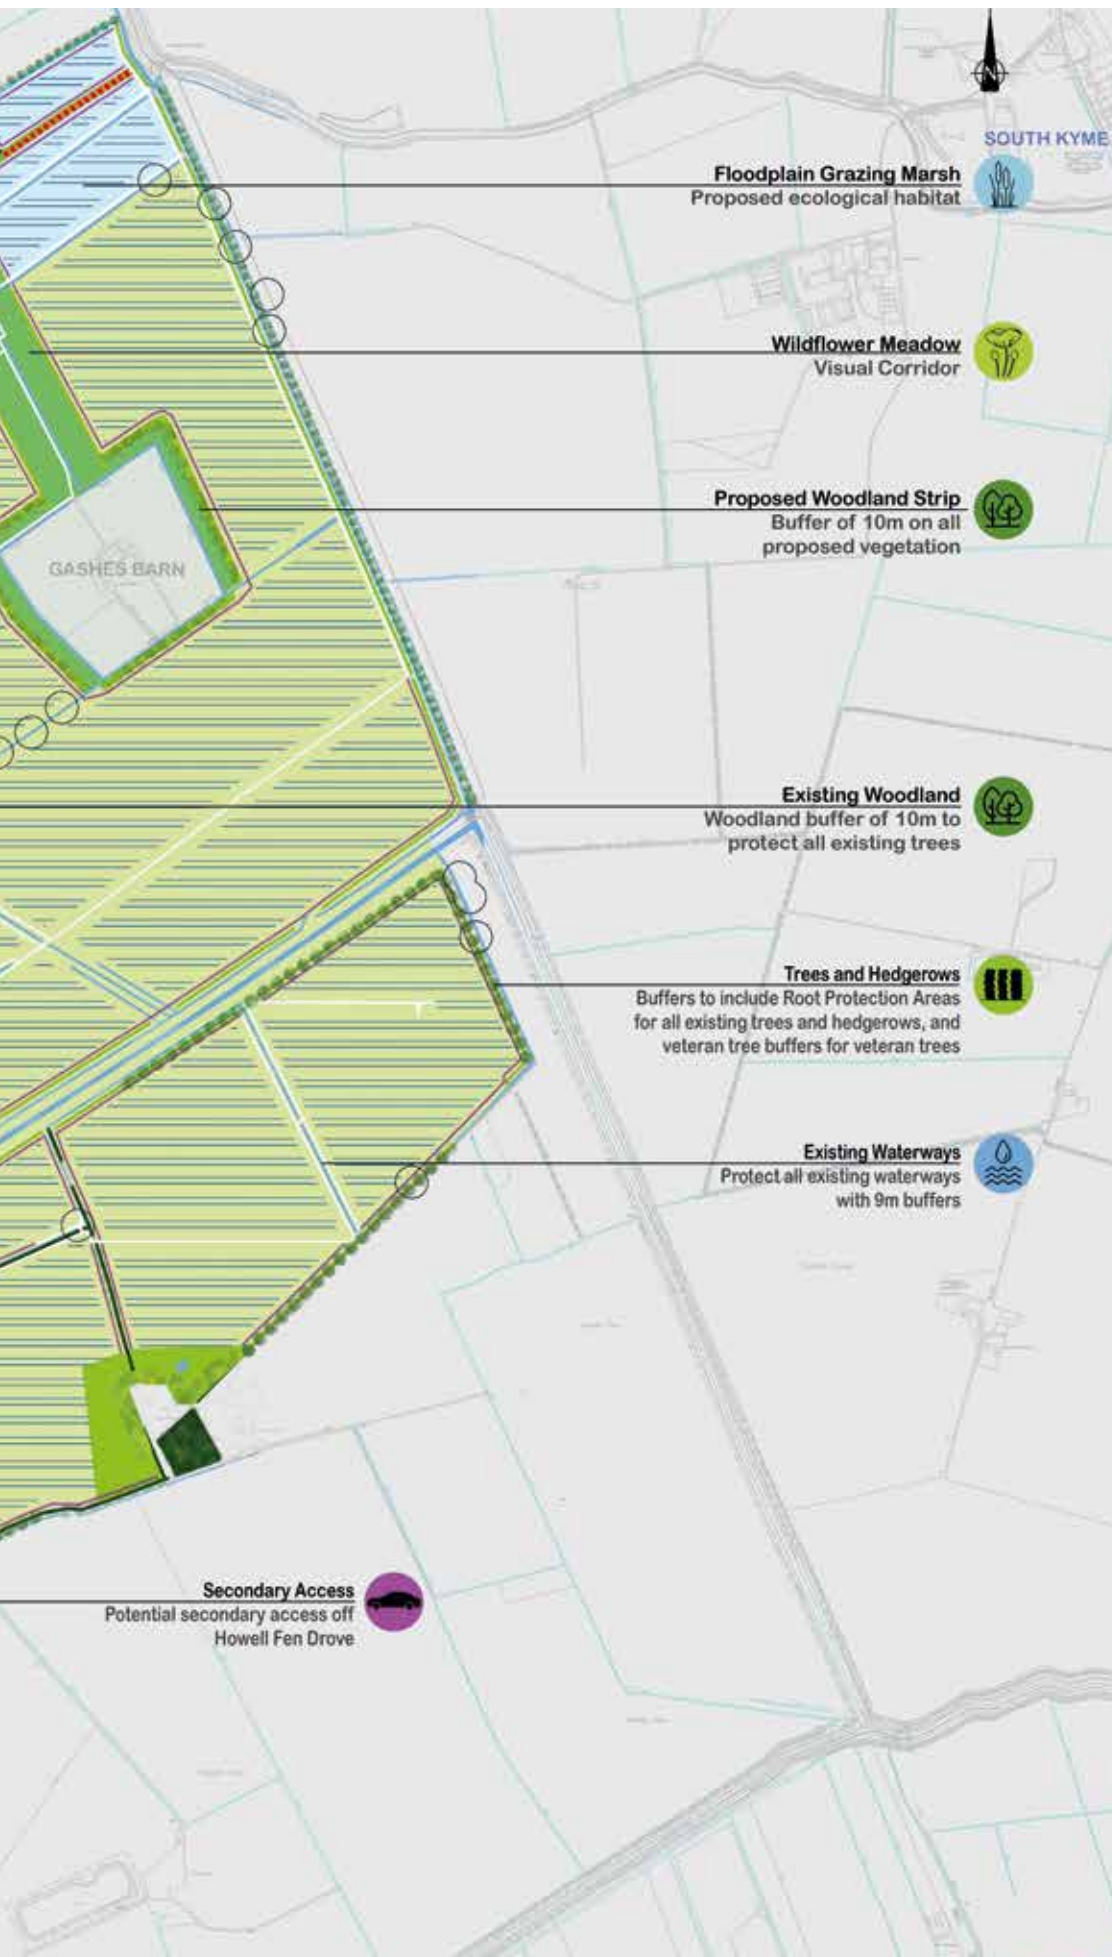 N
SOUTH KYME
Floodplain Grazing Marsh
Proposed ecological habitat
Wildflower Meadow
Visual Corridor
Proposed Woodland Strip
Buffer of 10m on all
proposed vegetation
GASHES BARN
Existing Woodland
Woodland buffer of 10m to
protect all existing trees
Trees and Hedgerows
Buffers to include Root Protection Areas
for all existing trees and hedgerows, and
veteran tree buffers for veteran trees
Existing Waterways
Protect all existing waterways
with 9m buffers
Secondary Access
Potential secondary access off
Howell Fen Drove